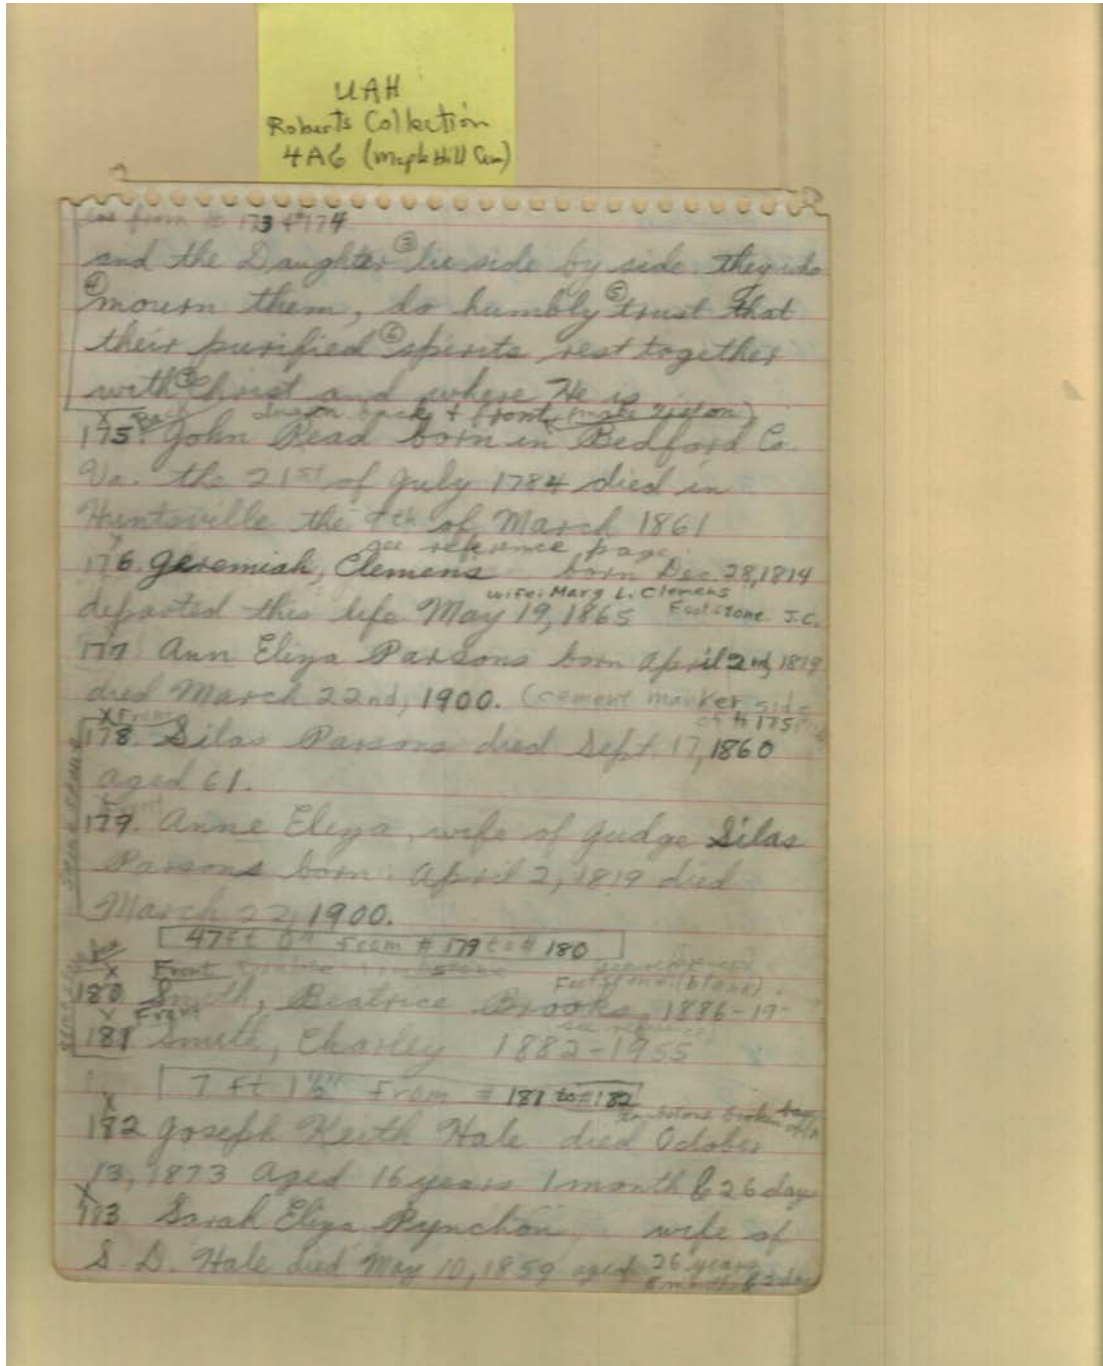 UAH
Roberts Collection
4A6 (Maple Hill Cem)
from # 173 & 174
and the Daughter ③ lie side by side. They who
④ mourn them, do humbly ⑤ trust that
their purified ⑥ spirits rest together
with Christ and where He is
Back back & front
175. John Read born in Bedford Co.
Va. the 21st of July 1784 died in
Huntsville the 9th of March 1861
see reference page
176. Jeremiah, Clemens born Dec 28, 1814
wife: Mary L. Clemens
departed this life May 19, 1865 Footstone J.C.
177 Ann Eliza Parsons born April 2nd, 1819
died March 22nd, 1900. (cement marker side
of # 175
X Front
178. Silas Parsons died Sept. 17, 1860
aged 61.
Front
179. Anne Eliza, wife of Judge Silas
Parsons born: April 2, 1819 died
March 22, 1900.
47 ft 0" from # 179 to # 180
X Front
Footstone (blank)
180 Smith, Beatrice Brooks, 1886-19-
Front
see reference
181 Smith, Charley 1882-1955
7 ft 1½" from # 181 to # 182
X broken
182 Joseph Keith Hale died October
13, 1873 aged 16 years 1 month & 26 day
X
183 Sarah Eliza Pynchon, wife of
S. D. Hale died May 10, 1859 aged 26 years